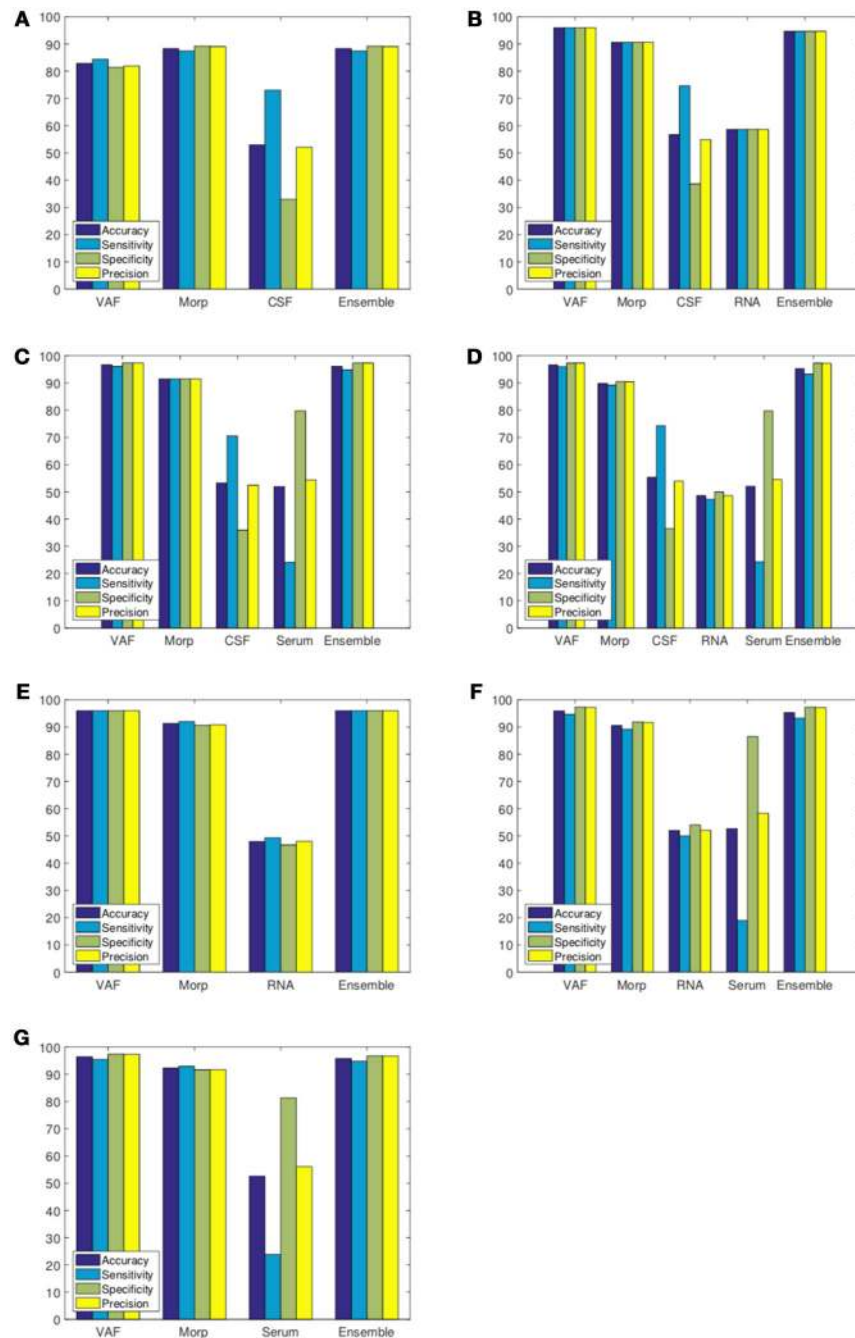 A
100
90
80
70
60
50
40
30
20
10
0
Accuracy
Sensitivity
Specificity
Precision
VAF Morp CSF Ensemble
B
100
90
80
70
60
50
40
30
20
10
0
Accuracy
Sensitivity
Specificity
Precision
VAF Morp CSF RNA Ensemble
C
100
90
80
70
60
50
40
30
20
10
0
Accuracy
Sensitivity
Specificity
Precision
VAF Morp CSF Serum Ensemble
D
100
90
80
70
60
50
40
30
20
10
0
Accuracy
Sensitivity
Specificity
Precision
VAF Morp CSF RNA Serum Ensemble
E
100
90
80
70
60
50
40
30
20
10
0
Accuracy
Sensitivity
Specificity
Precision
VAF Morp RNA Ensemble
F
100
90
80
70
60
50
40
30
20
10
0
Accuracy
Sensitivity
Specificity
Precision
VAF Morp RNA Serum Ensemble
G
100
90
80
70
60
50
40
30
20
10
0
Accuracy
Sensitivity
Specificity
Precision
VAF Morp Serum Ensemble